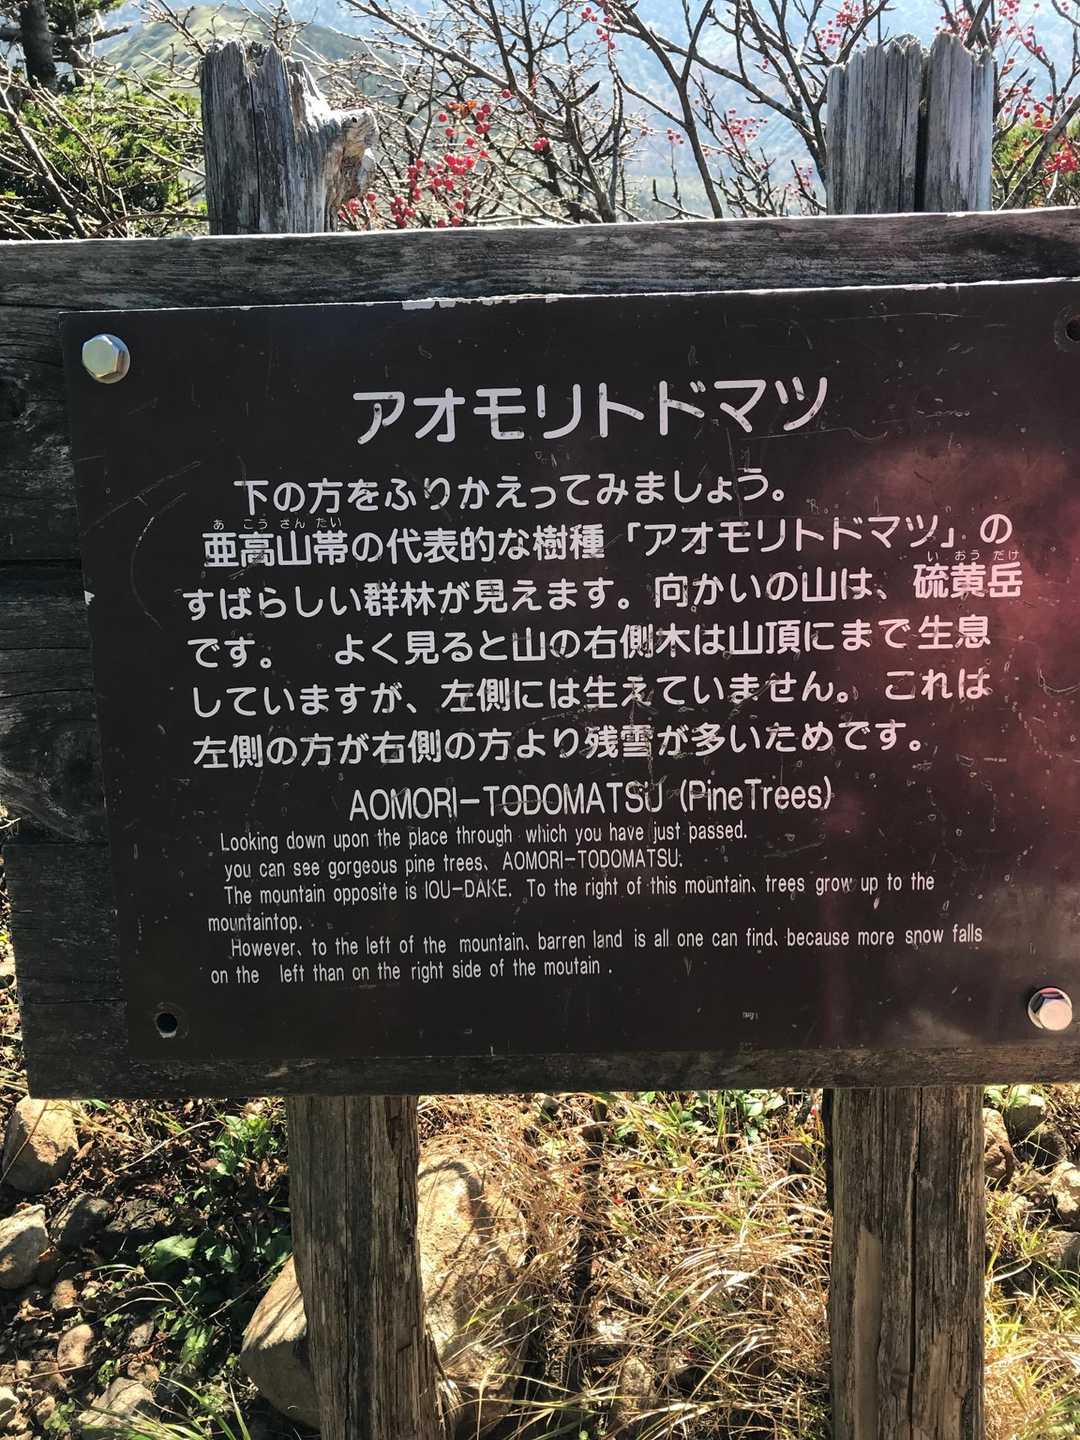 アオモリトドマツ
下の方をふりかえってみましょう。
あ こう さん たい
亜高山帯の代表的な樹種「アオモリトドマツ」の
い おう だけ
すばらしい群林が見えます。向かいの山は、硫黄岳
です。 よく見ると山の右側木は山頂にまで生息
していますが、左側には生えていません。 これは
左側の方が右側の方より残雪が多いためです。
AOMORI-TODOMATSU (Pine Trees)
Looking down upon the place through which you have just passed.
you can see gorgeous pine trees、AOMORI-TODOMATSU.
The mountain opposite is IOU-DAKE. To the right of this mountain、trees grow up to the
mountaintop.
However、to the left of the mountain、barren land is all one can find、because more snow falls
on the left than on the right side of the moutain .